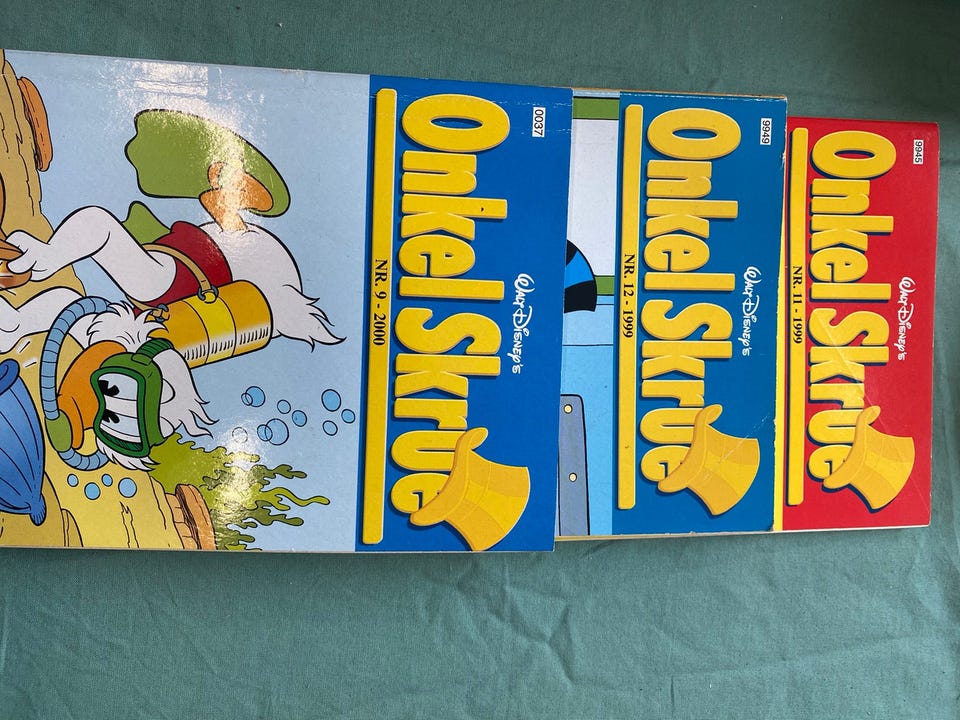 0037
WALT DISNEY'S
Onkel Skrue
NR. 9 - 2000
9949
WALT DISNEY'S
Onkel Skrue
NR. 12 - 1999
9945
WALT DISNEY'S
Onkel Skrue
NR. 11 - 1999